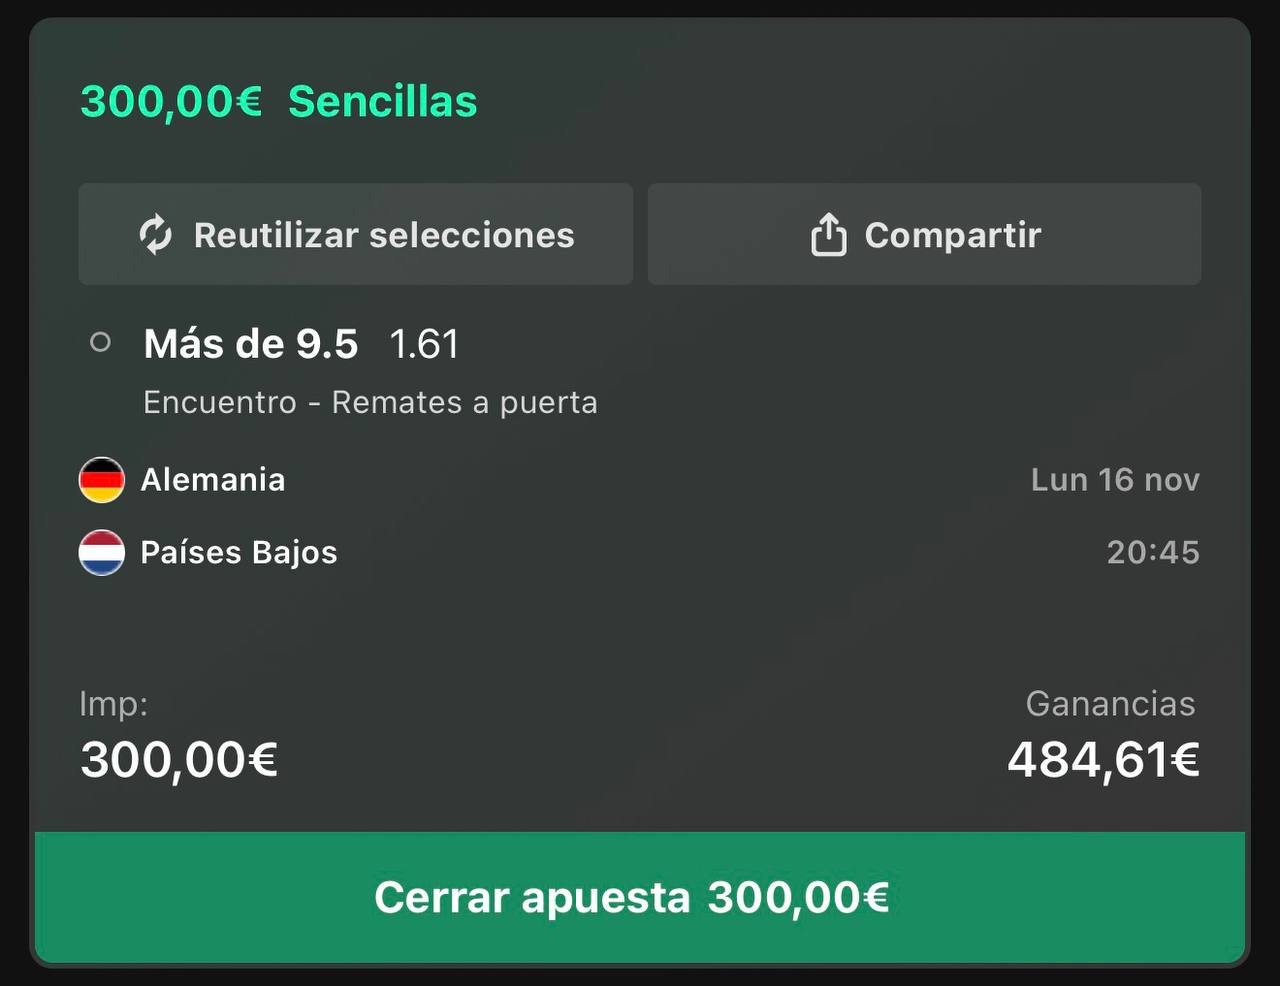 300,00€ Sencillas
Reutilizar selecciones
Compartir
Más de 9.5 1.61
Encuentro - Remates a puerta
Alemania
Lun 16 nov
Países Bajos
20:45
Imp:
Ganancias
300,00€
484,61€
Cerrar apuesta 300,00€